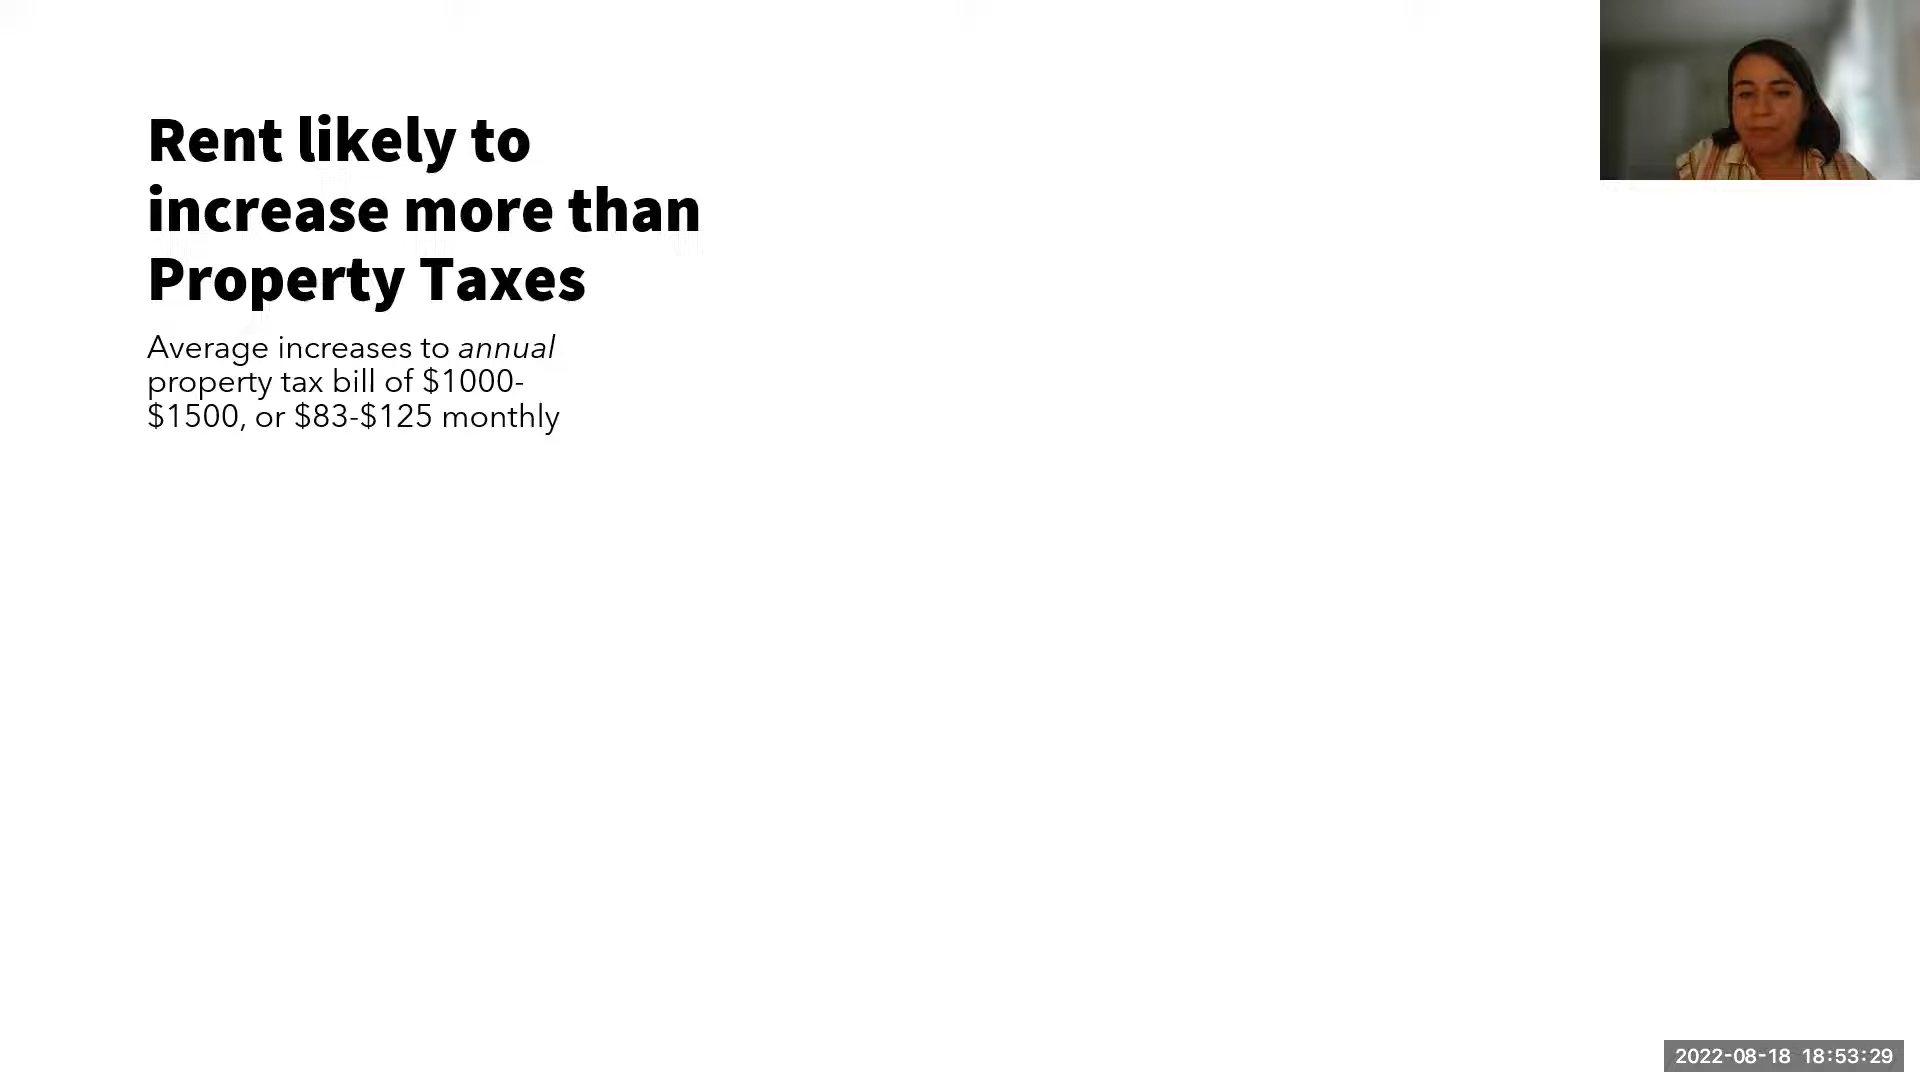 Rent likely to
increase more than
Property Taxes
Average increases to annual
property tax bill of $1000-
$1500, or $83-$125 monthly
2022-08-18 18:53:29